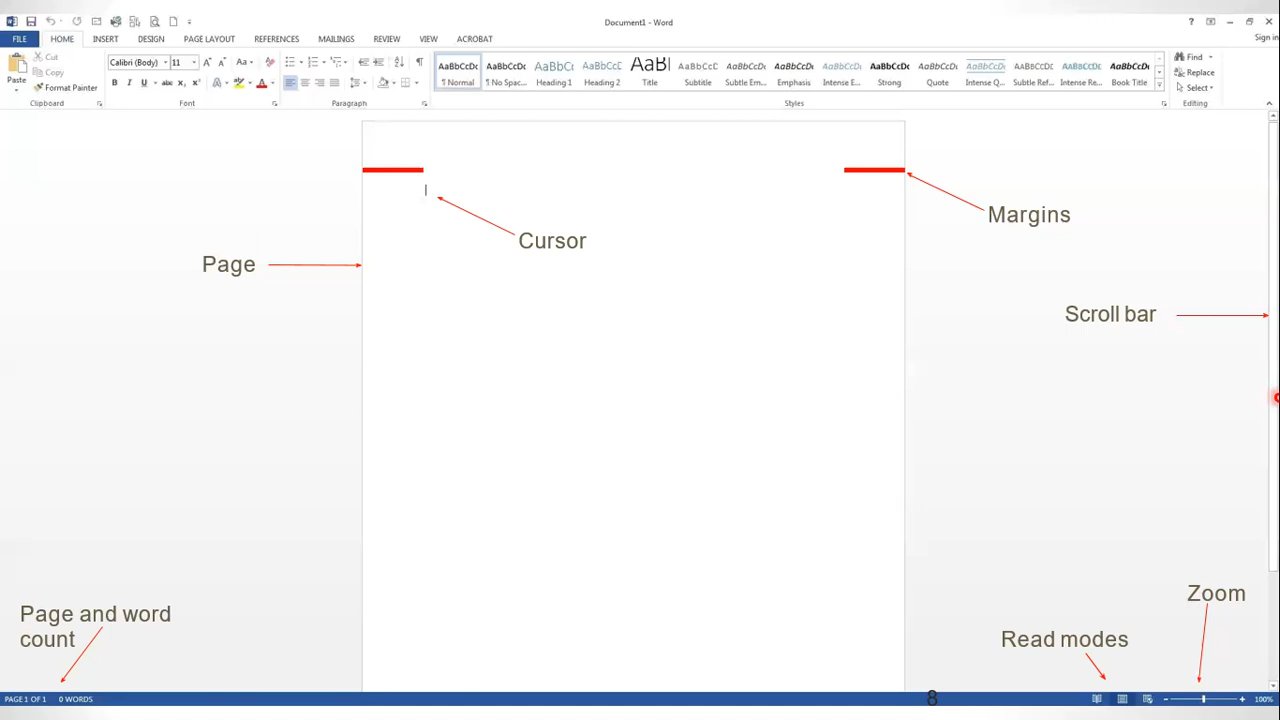 Document1 - Word
?
FILE HOME INSERT DESIGN PAGE LAYOUT REFERENCES MAILINGS REVIEW VIEW ACROBAT Sign in
Paste
Cut
Copy
Format Painter
Clipboard
Calibri (Body) 11
Font
Paragraph
AaBbCcDc AaBbCcDc AaBbCc AaBbCcC AaBl AaBbCcC AaBbCcDc AaBbCcDc AaBbCcDc AaBbCcDc AaBbCcDc AaBbCcDc AaBbCcDc AaBbCcDc AaBbCcDc
¶ Normal ¶ No Spac... Heading 1 Heading 2 Title Subtitle Subtle Em... Emphasis Intense E... Strong Quote Intense Q... Subtle Ref... Intense Re... Book Title
Styles
Find
Replace
Select
Editing
Margins
Cursor
Page
Scroll bar
Zoom
Page and word
count
Read modes
PAGE 1 OF 1 0 WORDS
8
100%